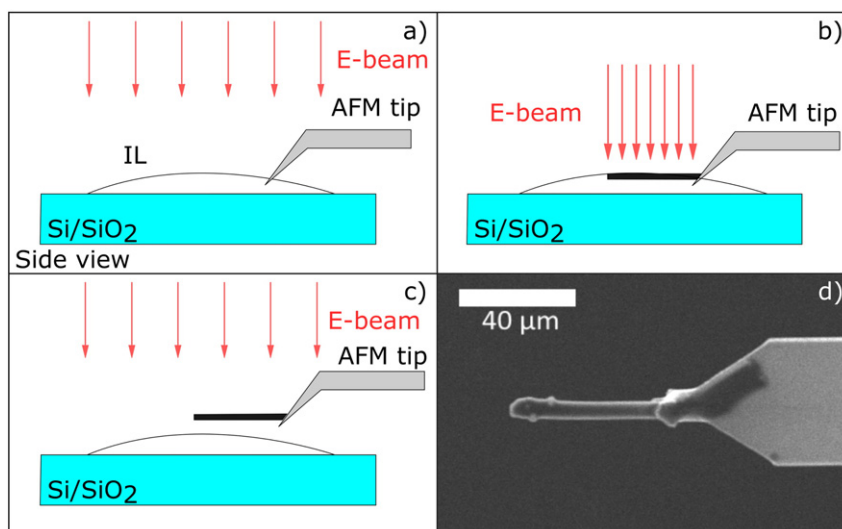 a)
E-beam
AFM tip
IL
Si/SiO₂
Side view
b)
E-beam
AFM tip
Si/SiO₂
c)
E-beam
AFM tip
Si/SiO₂
d)
40 µm